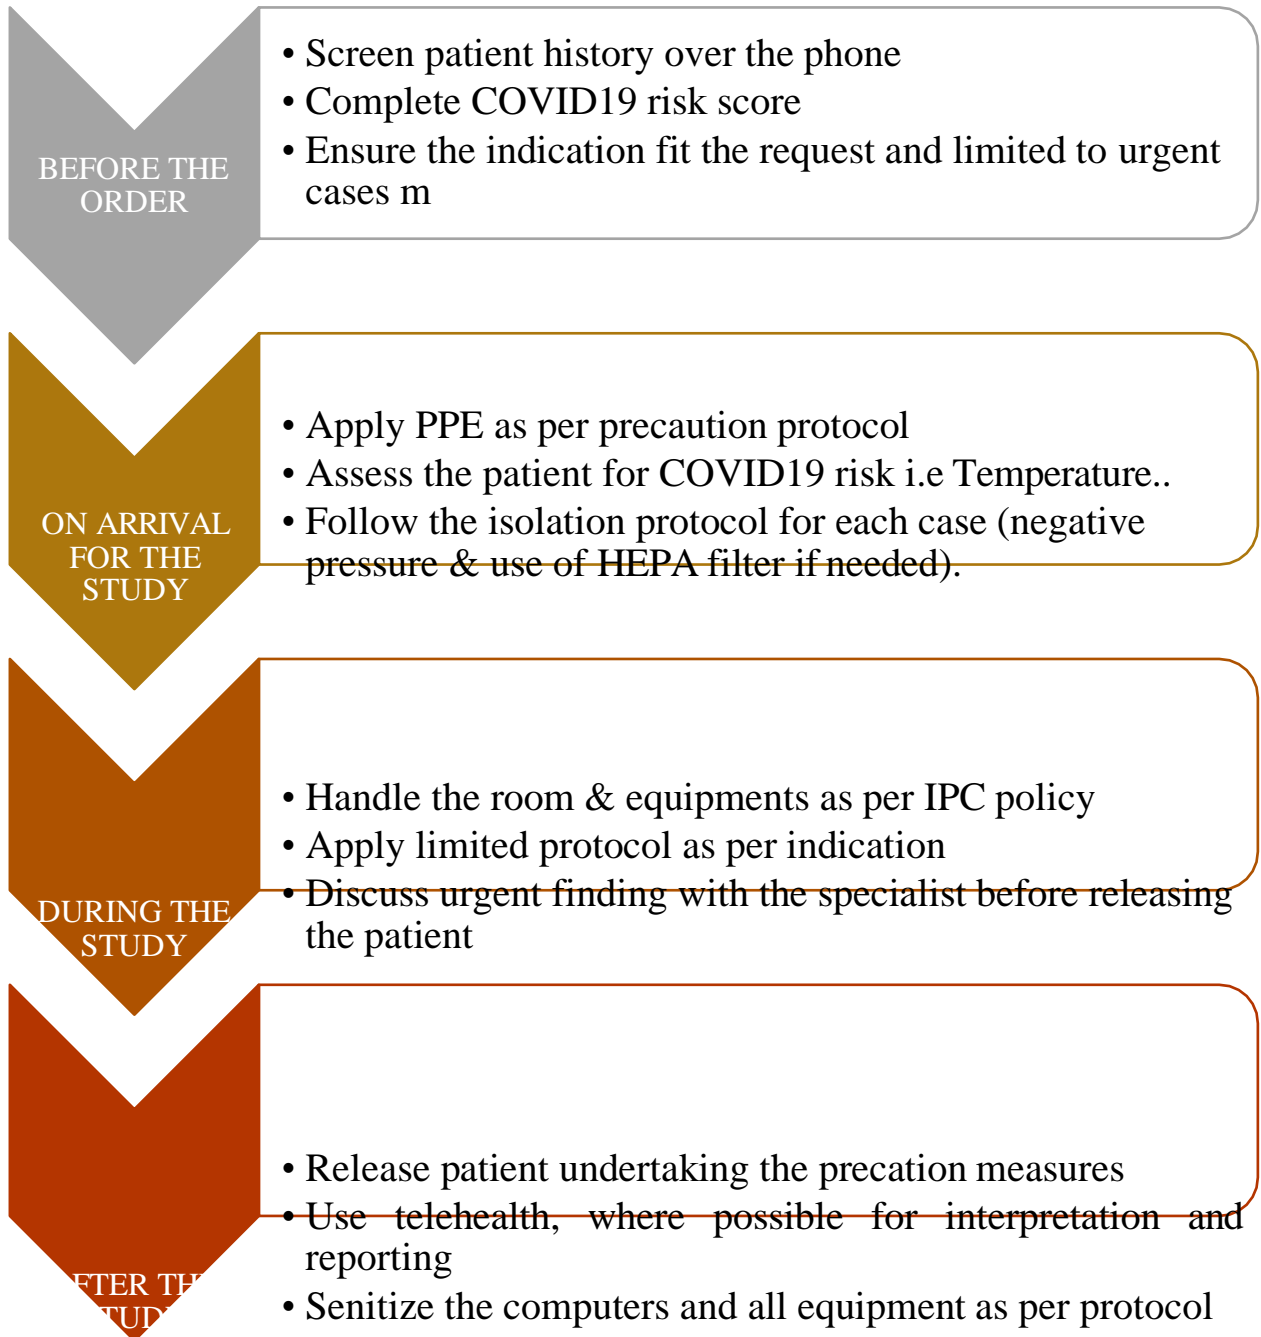 BEFORE THE
ORDER
• Screen patient history over the phone
• Complete COVID19 risk score
• Ensure the indication fit the request and limited to urgent
cases m
ON ARRIVAL
FOR THE
STUDY
• Apply PPE as per precaution protocol
• Assess the patient for COVID19 risk i.e Temperature..
• Follow the isolation protocol for each case (negative
pressure & use of HEPA filter if needed).
DURING THE
STUDY
• Handle the room & equipments as per IPC policy
• Apply limited protocol as per indication
• Discuss urgent finding with the specialist before releasing
the patient
• Release patient undertaking the precation measures
• Use telehealth, where possible for interpretation and
reporting
• Senitize the computers and all equipment as per protocol